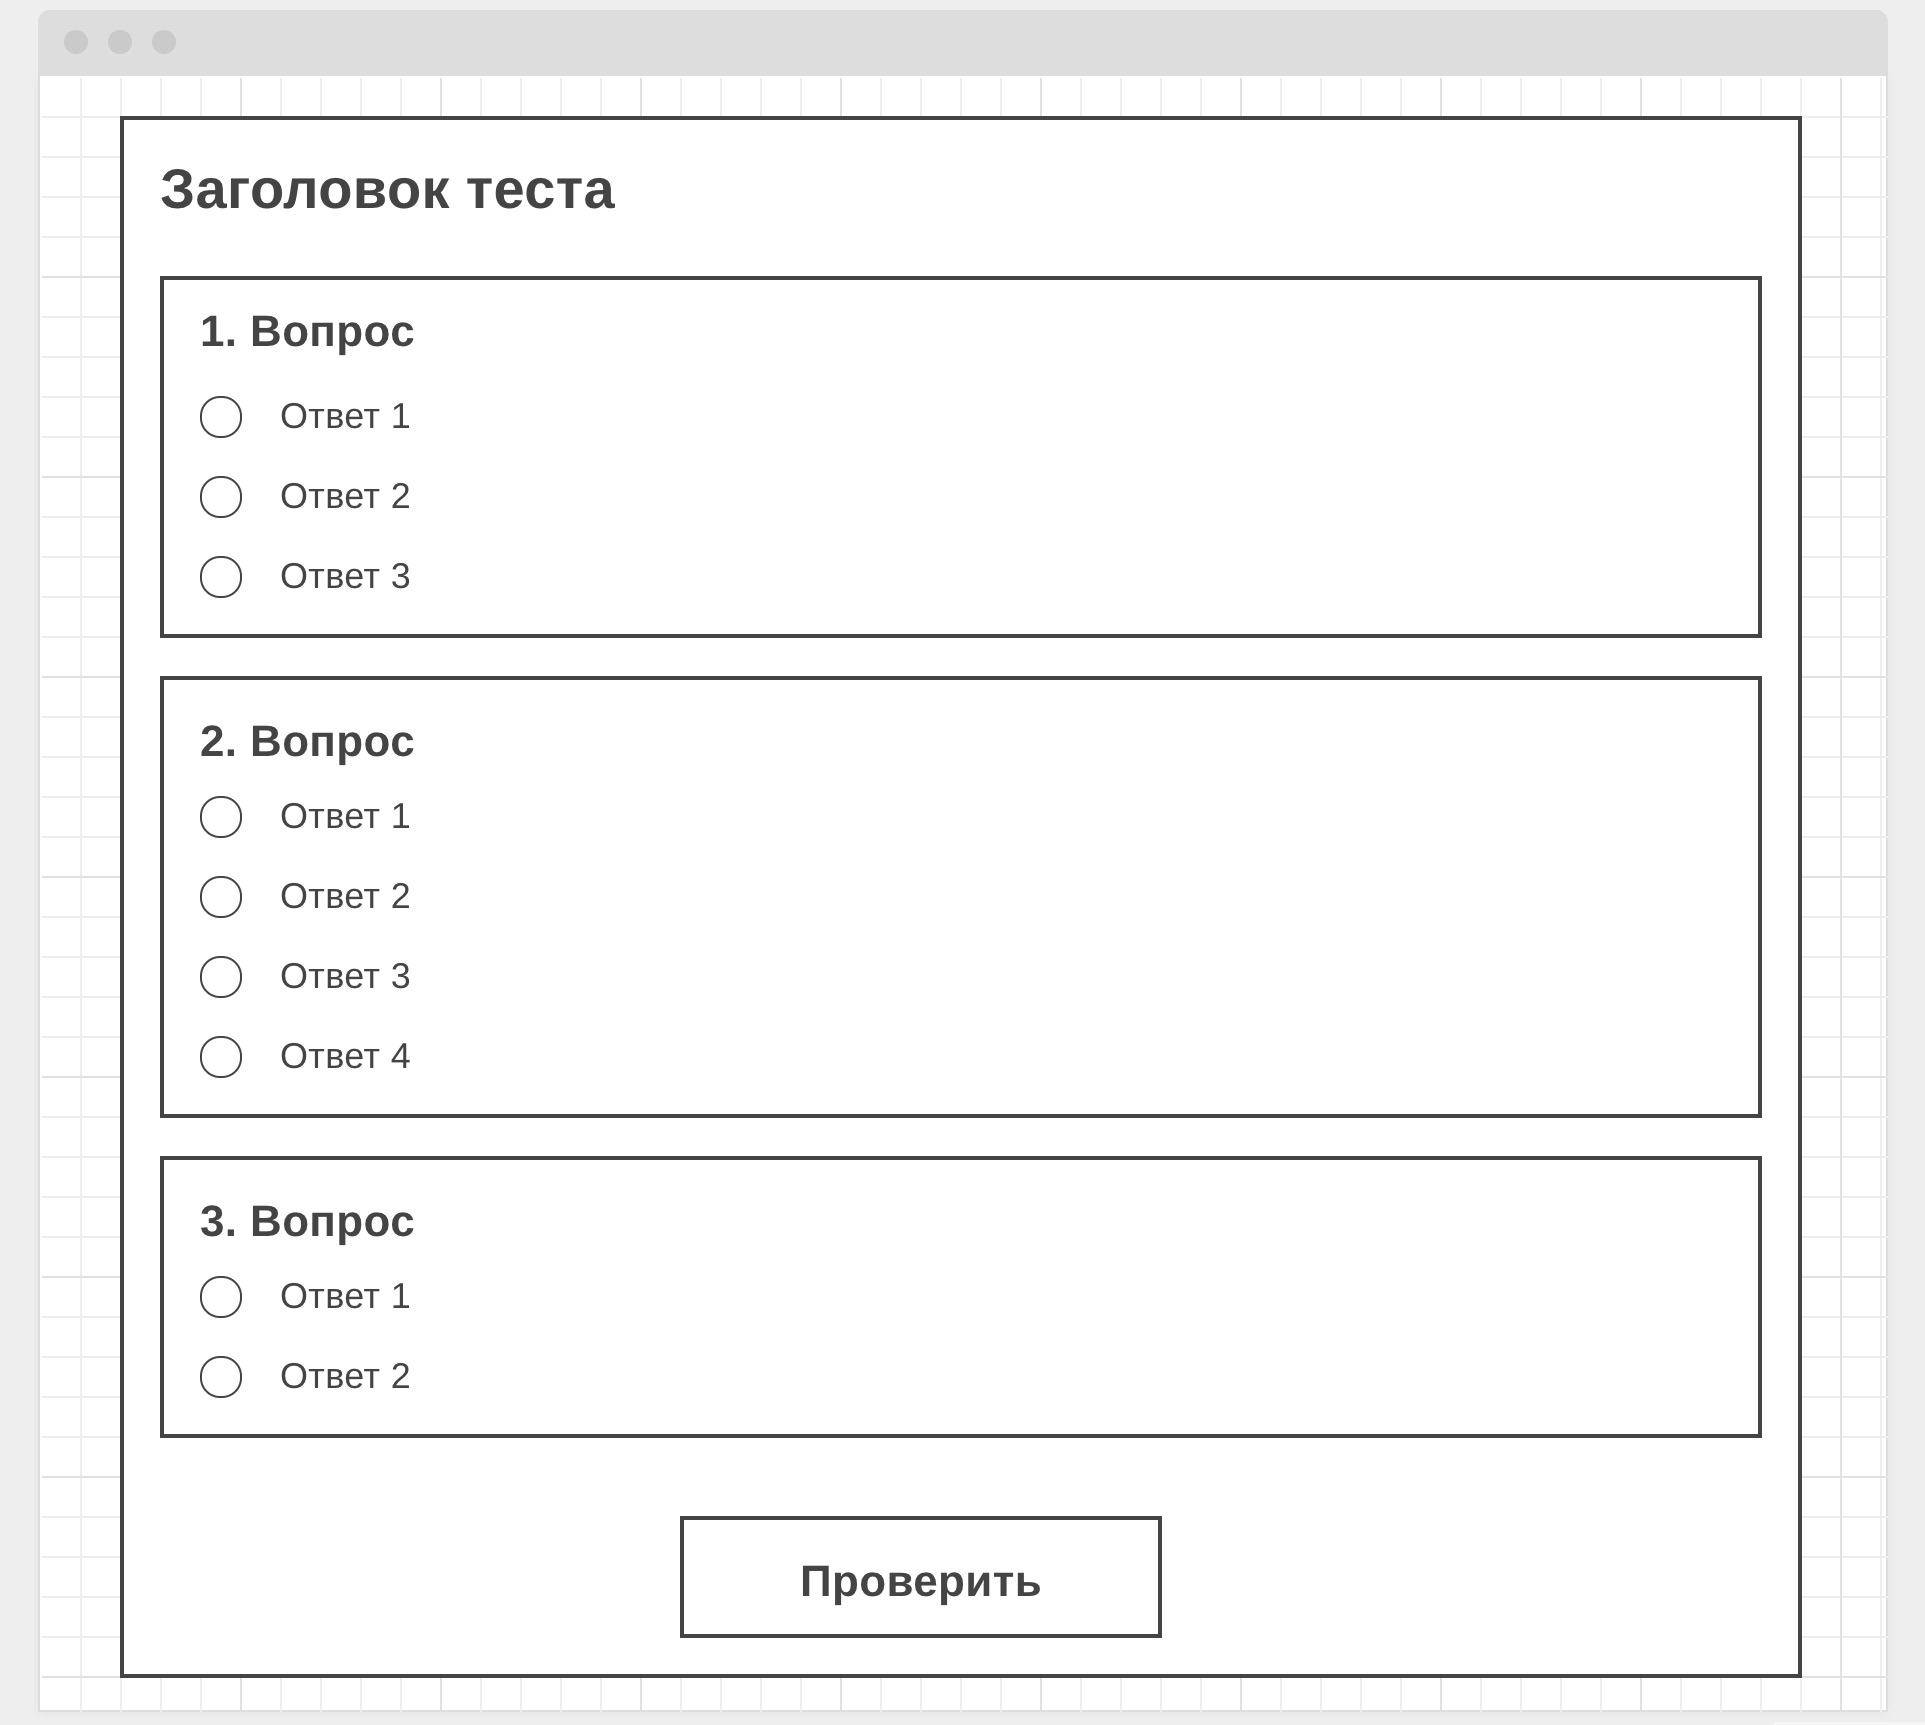 Заголовок теста
1. Вопрос
Ответ 1
Ответ 2
Ответ 3
2. Вопрос
Ответ 1
Ответ 2
Ответ 3
Ответ 4
3. Вопрос
Ответ 1
Ответ 2
Проверить